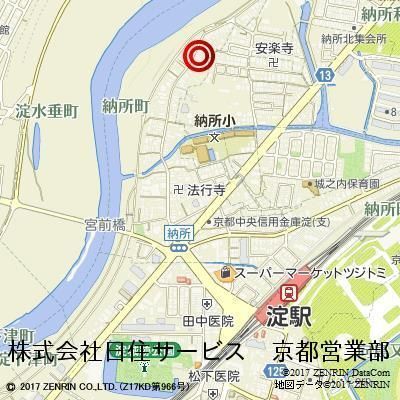 納所北集会所
安楽寺
13
納所町
淀水垂町
納所小
8
法行寺
城之内保育園
宮前橋
京都中央信用金庫淀(支)
納所
スーパーマーケットツジトミ
淀駅
田中医院
株式会社日住サービス 京都営業部
松下医院
© 2017 ZENRIN CO.,LTD. (Z17KD第966号)
© 2017 ZENRIN DataCom
地図データ©2017 ZENRIN